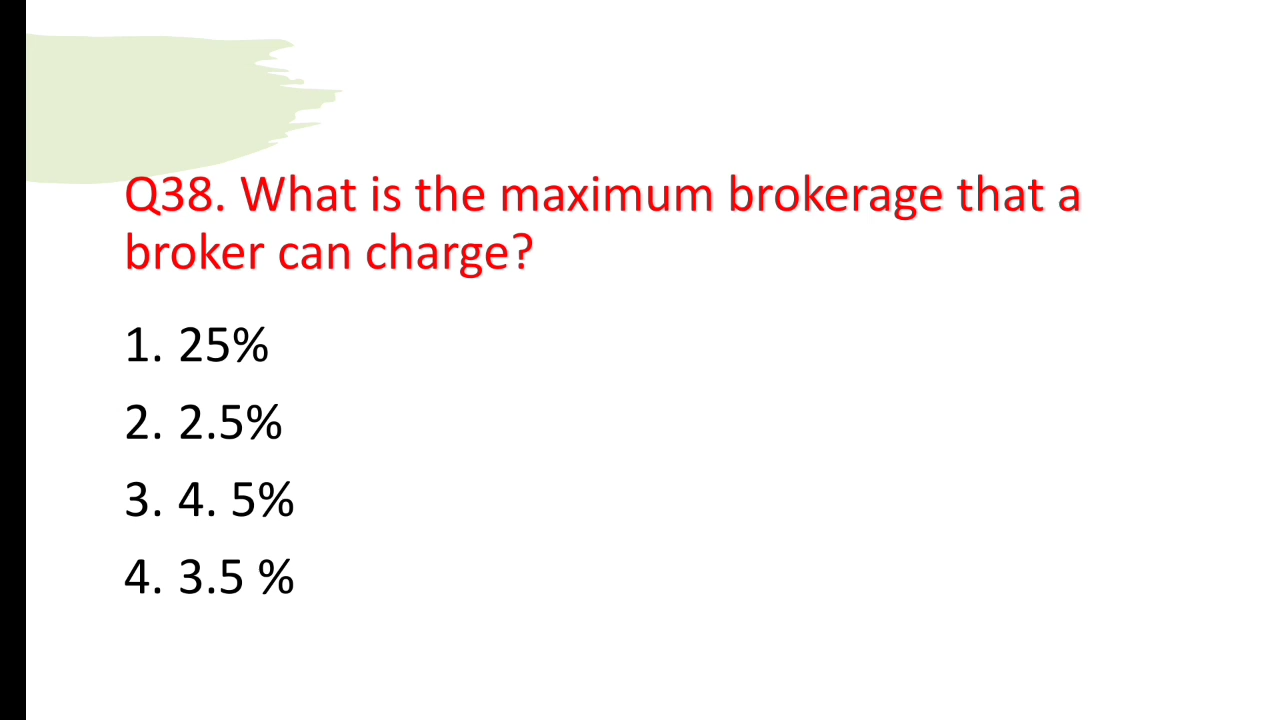 Q38. What is the maximum brokerage that a
broker can charge?
1. 25%
2. 2.5%
3. 4. 5%
4. 3.5 %